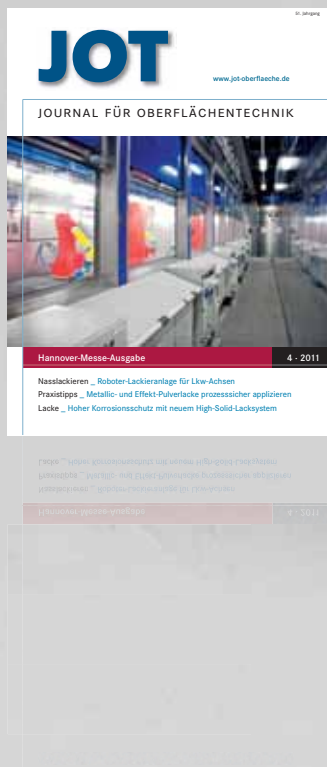 51. Jahrgang
JOT
www.jot-oberflaeche.de
JOURNAL FÜR OBERFLÄCHENTECHNIK
Hannover-Messe-Ausgabe 4 · 2011
Nasslackieren _ Roboter-Lackieranlage für Lkw-Achsen
Praxistipps _ Metallic- und Effekt-Pulverlacke prozesssicher applizieren
Lacke _ Hoher Korrosionsschutz mit neuem High-Solid-Lacksystem